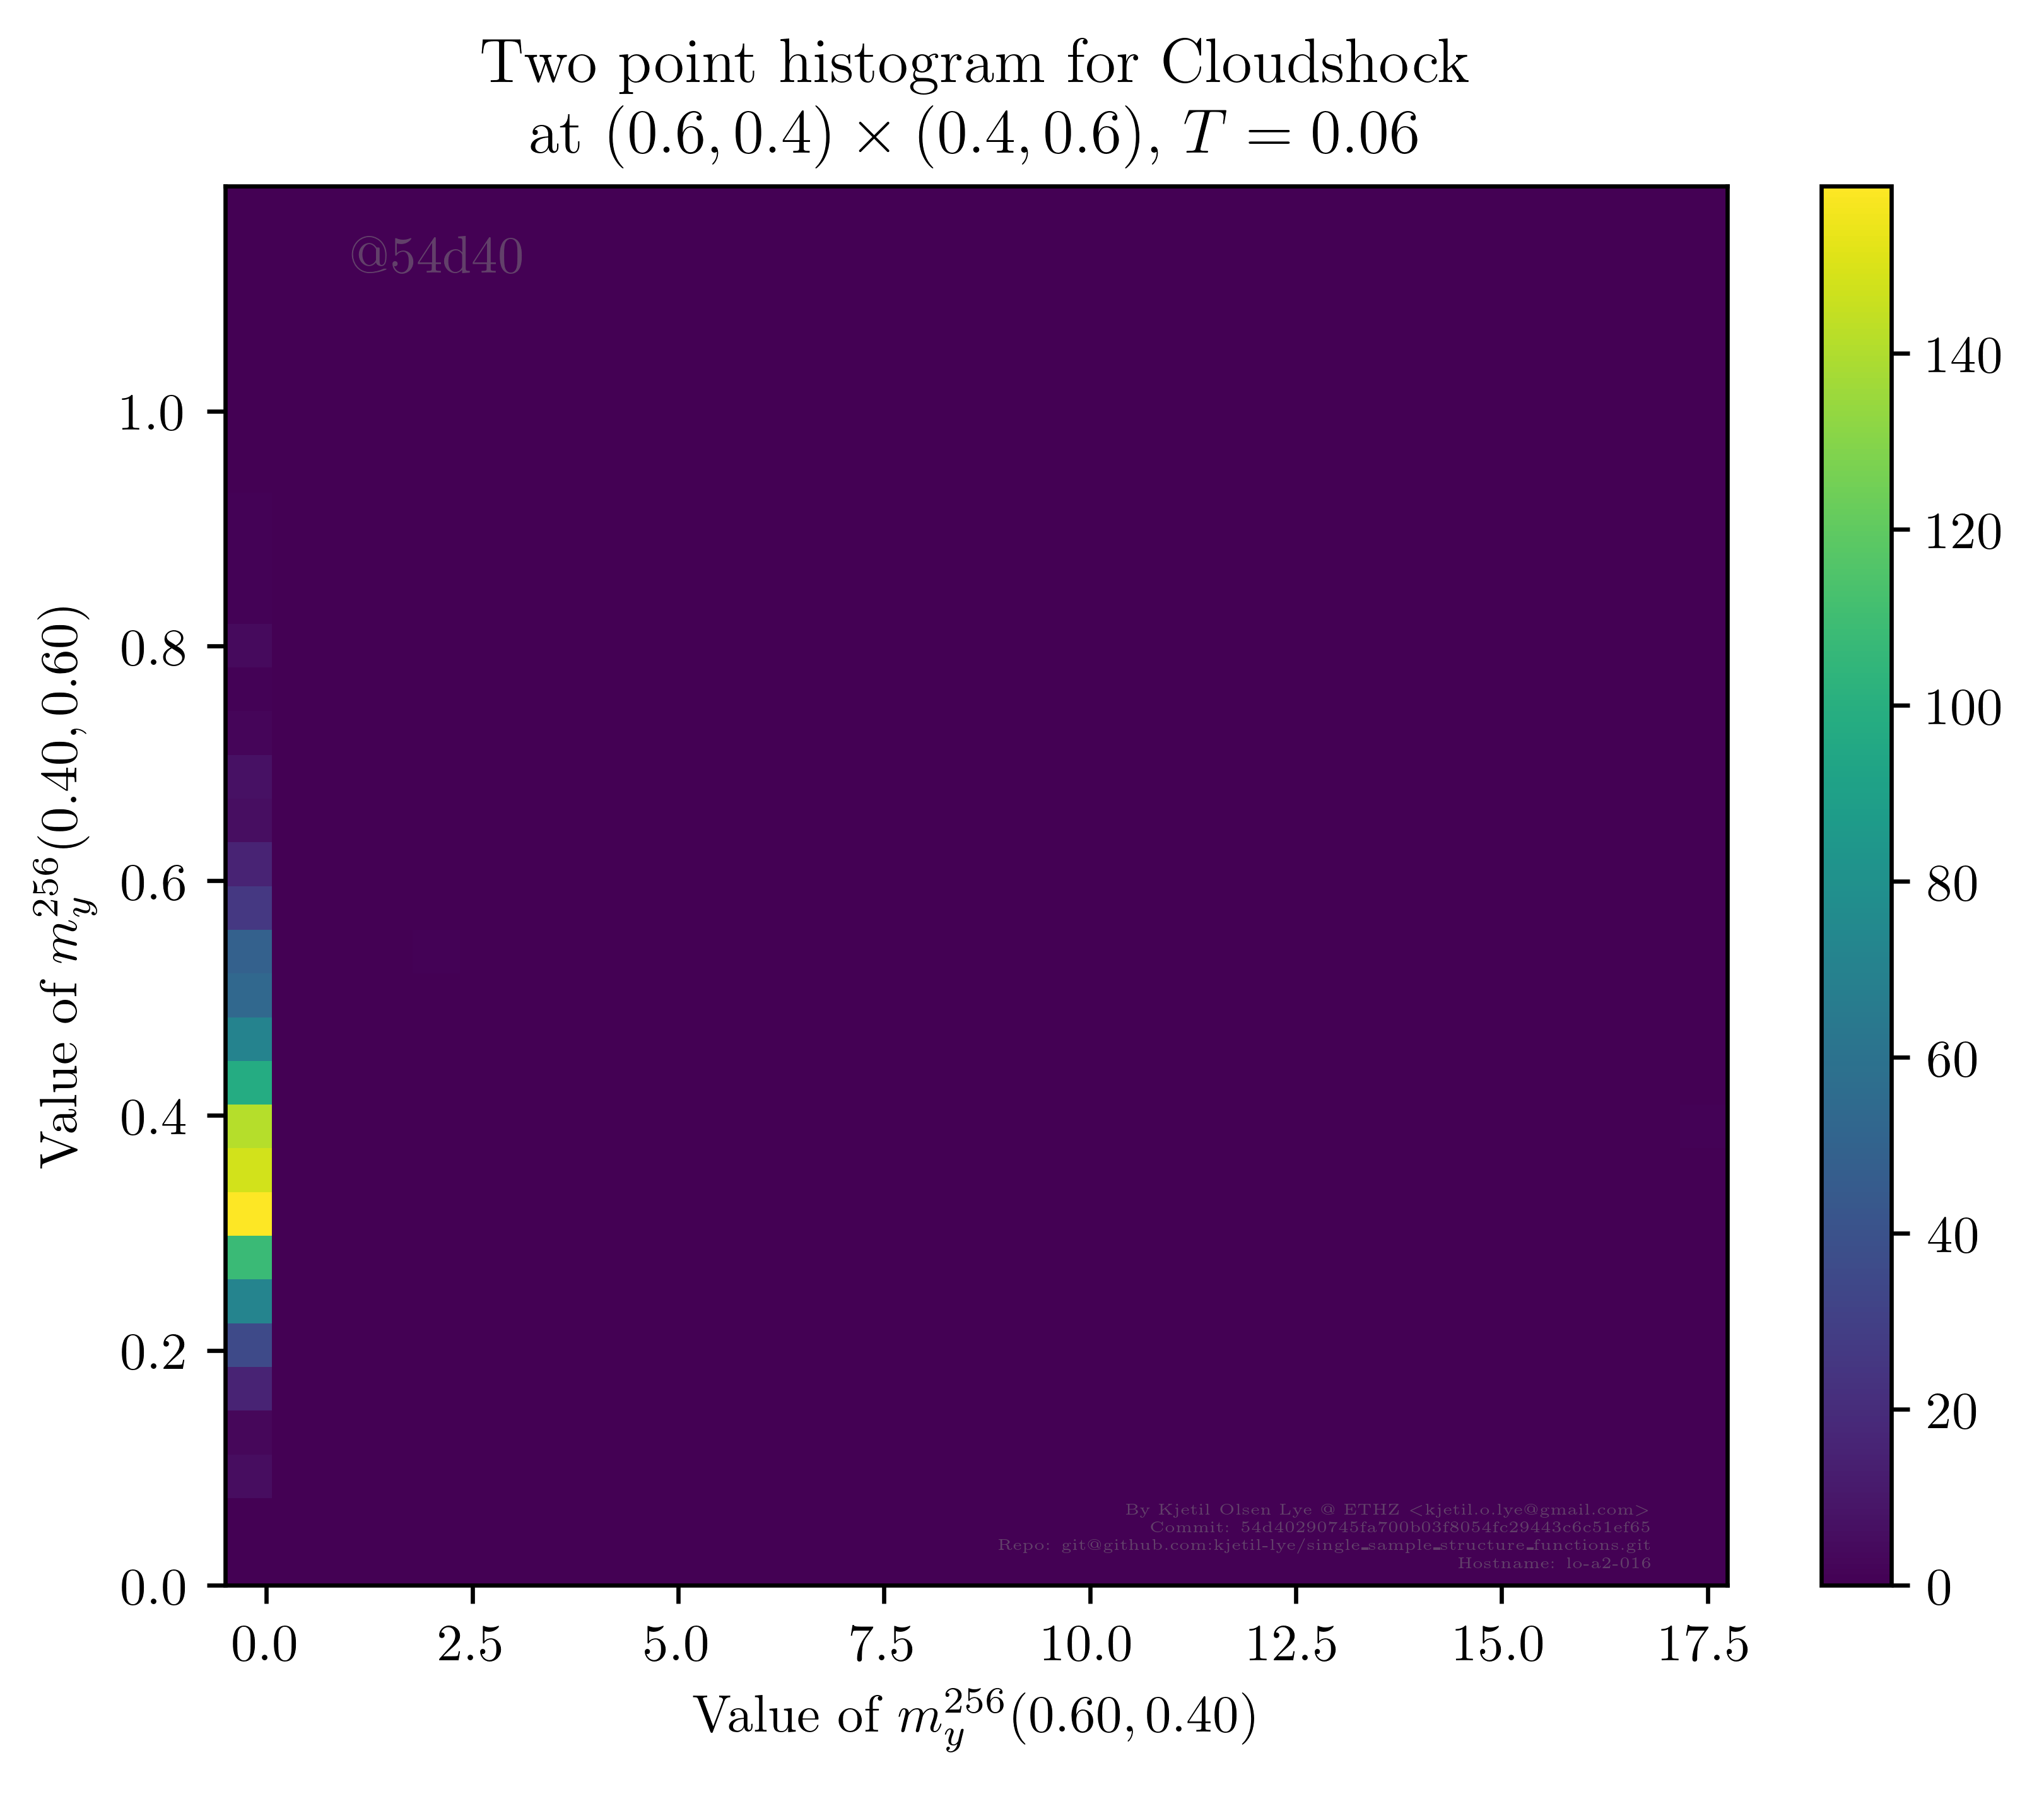 Two point histogram for Cloudshock
at (0.6, 0.4) × (0.4, 0.6), T = 0.06
@54d40
1.0
0.8
0.6
0.4
0.2
0.0
Value of m_y^256(0.40, 0.60)
0.0 2.5 5.0 7.5 10.0 12.5 15.0 17.5
Value of m_y^256(0.60, 0.40)
140
120
100
80
60
40
20
0
By Kjetil Olsen Lye @ ETHZ <kjetil.o.lye@gmail.com>
Commit: 54d40290745fa700b03f8054fc29443c6c51ef65
Repo: git@github.com:kjetil-lye/single_sample_structure_functions.git
Hostname: lo-a2-016